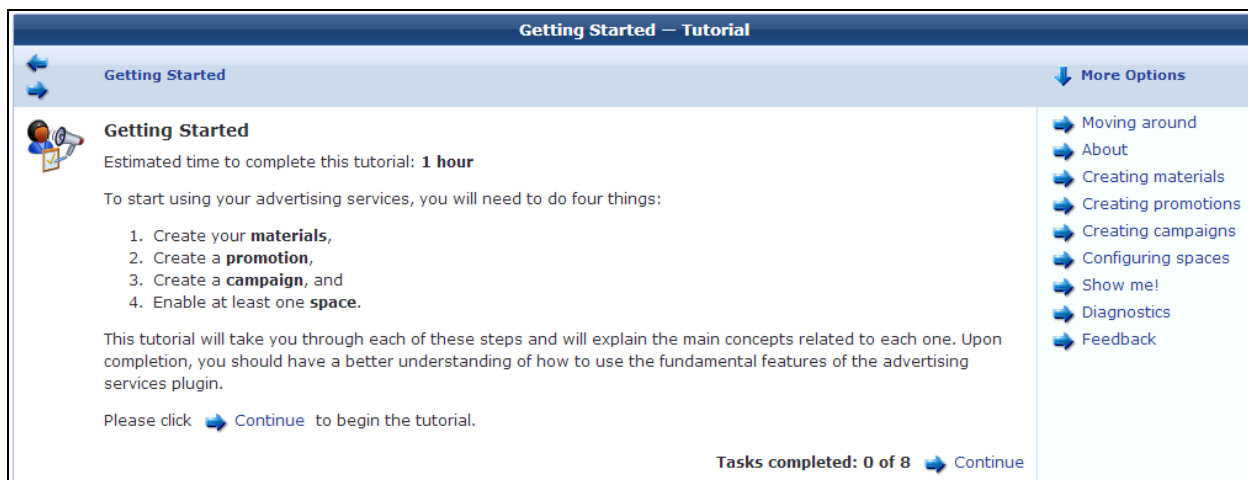 Getting Started — Tutorial
Getting Started
More Options
Getting Started
Estimated time to complete this tutorial: 1 hour
To start using your advertising services, you will need to do four things:
1. Create your materials,
2. Create a promotion,
3. Create a campaign, and
4. Enable at least one space.
This tutorial will take you through each of these steps and will explain the main concepts related to each one. Upon
completion, you should have a better understanding of how to use the fundamental features of the advertising
services plugin.
Please click Continue to begin the tutorial.
Tasks completed: 0 of 8 Continue
Moving around
About
Creating materials
Creating promotions
Creating campaigns
Configuring spaces
Show me!
Diagnostics
Feedback